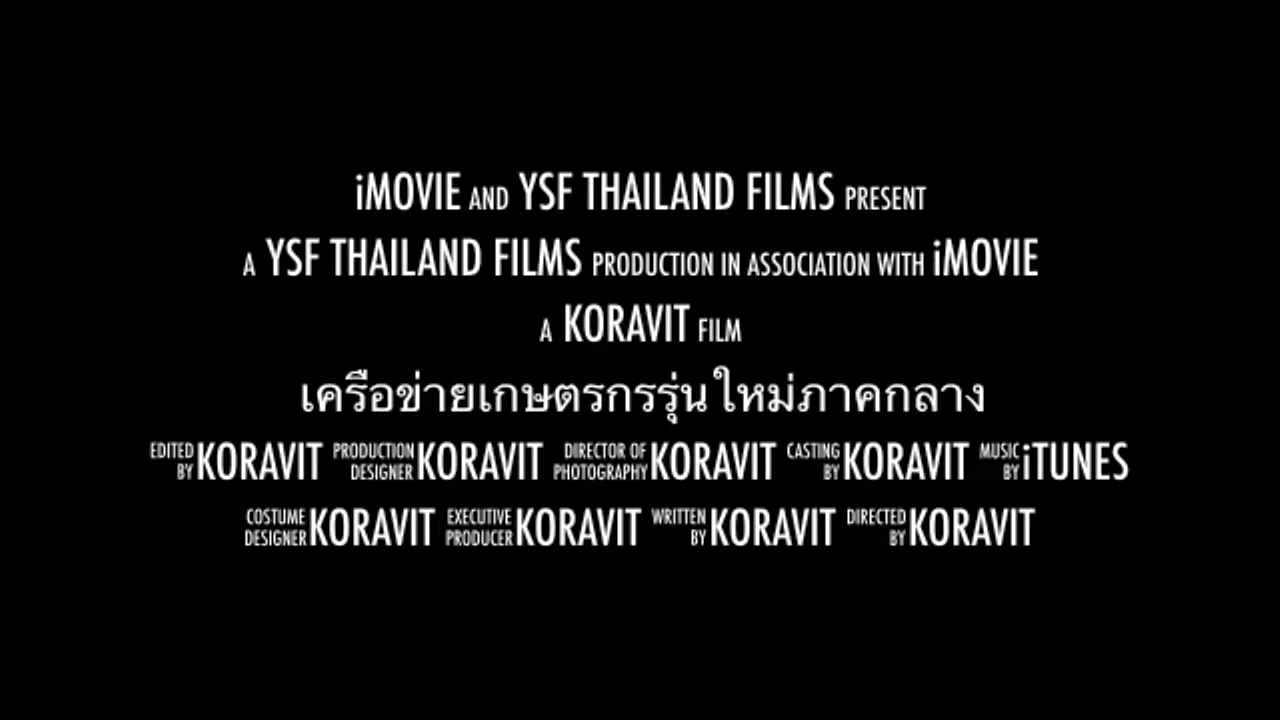 iMOVIE AND YSF THAILAND FILMS PRESENT
A YSF THAILAND FILMS PRODUCTION IN ASSOCIATION WITH iMOVIE
A KORAVIT FILM
เครือข่ายเกษตรกรรุ่นใหม่ภาคกลาง
EDITED BY KORAVIT PRODUCTION DESIGNER KORAVIT DIRECTOR OF PHOTOGRAPHY KORAVIT CASTING BY KORAVIT MUSIC BY iTUNES
COSTUME DESIGNER KORAVIT EXECUTIVE PRODUCER KORAVIT WRITTEN BY KORAVIT DIRECTED BY KORAVIT